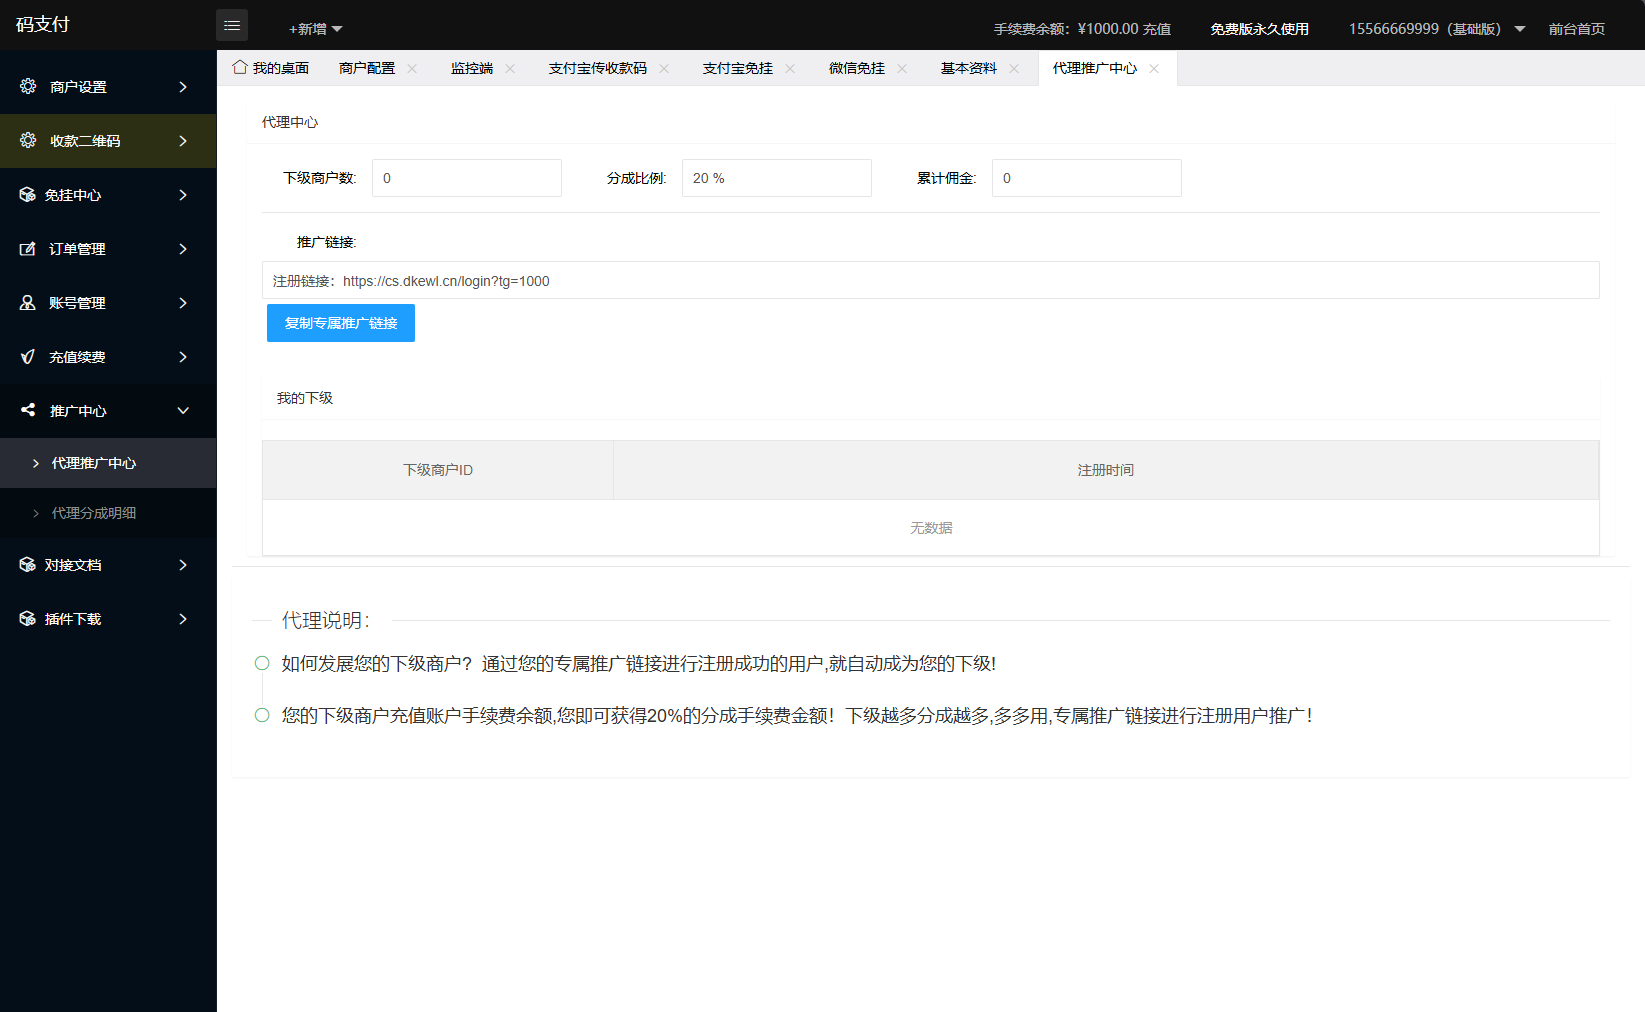 码支付
+新增
手续费余额：¥1000.00 充值
免费版永久使用
15566669999（基础版）
前台首页
我的桌面
商户配置
监控端
支付宝传收款码
支付宝免挂
微信免挂
基本资料
代理推广中心
商户设置
收款二维码
免挂中心
订单管理
账号管理
充值续费
推广中心
代理推广中心
代理分成明细
对接文档
插件下载
代理中心
下级商户数: 0
分成比例: 20 %
累计佣金: 0
推广链接:
注册链接：https://cs.dkewl.cn/login?tg=1000
复制专属推广链接
我的下级
下级商户ID
注册时间
无数据
代理说明：
如何发展您的下级商户？通过您的专属推广链接进行注册成功的用户,就自动成为您的下级!
您的下级商户充值账户手续费余额,您即可获得20%的分成手续费金额！下级越多分成越多,多多用,专属推广链接进行注册用户推广！